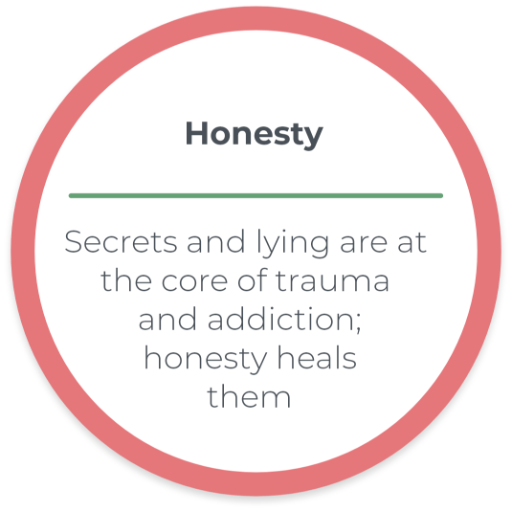 Honesty
Secrets and lying are at
the core of trauma
and addiction;
honesty heals
them